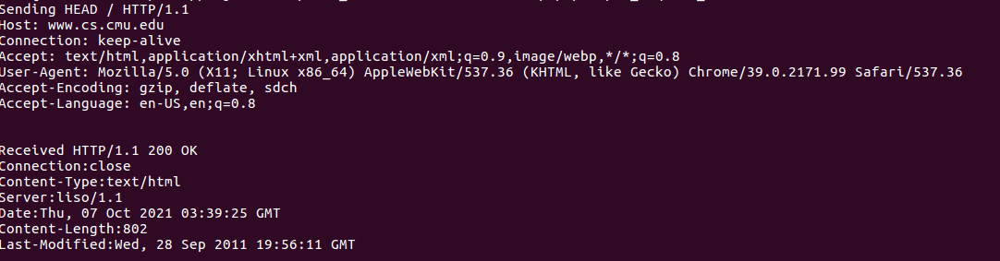 Sending HEAD / HTTP/1.1
Host: www.cs.cmu.edu
Connection: keep-alive
Accept: text/html,application/xhtml+xml,application/xml;q=0.9,image/webp,*/*;q=0.8
User-Agent: Mozilla/5.0 (X11; Linux x86_64) AppleWebKit/537.36 (KHTML, like Gecko) Chrome/39.0.2171.99 Safari/537.36
Accept-Encoding: gzip, deflate, sdch
Accept-Language: en-US,en;q=0.8
Received HTTP/1.1 200 OK
Connection:close
Content-Type:text/html
Server:liso/1.1
Date:Thu, 07 Oct 2021 03:39:25 GMT
Content-Length:802
Last-Modified:Wed, 28 Sep 2011 19:56:11 GMT